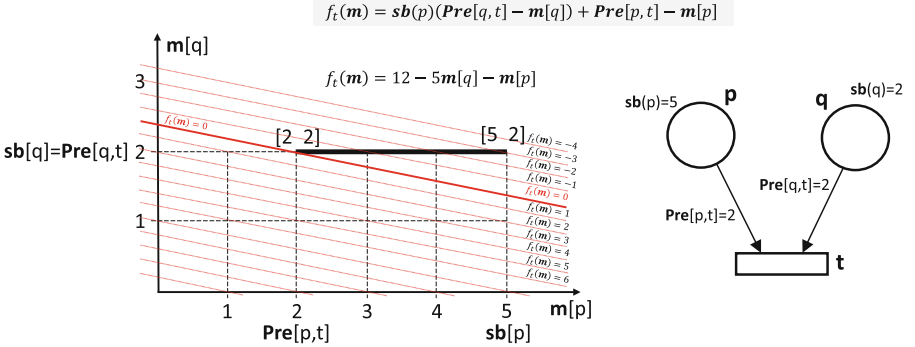 f_t(m) = sb(p)(Pre[q,t] − m[q]) + Pre[p,t] − m[p]
m[q]
f_t(m) = 12 − 5m[q] − m[p]
3
sb(p)=5
p
q
sb(q)=2
f_t(m) = 0
[2 2]
[5 2]
f_t(m) = −4
sb[q]=Pre[q,t]
2
f_t(m) = −3
f_t(m) = −2
f_t(m) = −1
f_t(m) = 0
Pre[q,t]=2
Pre[p,t]=2
1
f_t(m) = 1
f_t(m) = 2
f_t(m) = 3
f_t(m) = 4
f_t(m) = 5
f_t(m) = 6
t
1
2
3
4
5
m[p]
Pre[p,t]
sb[p]